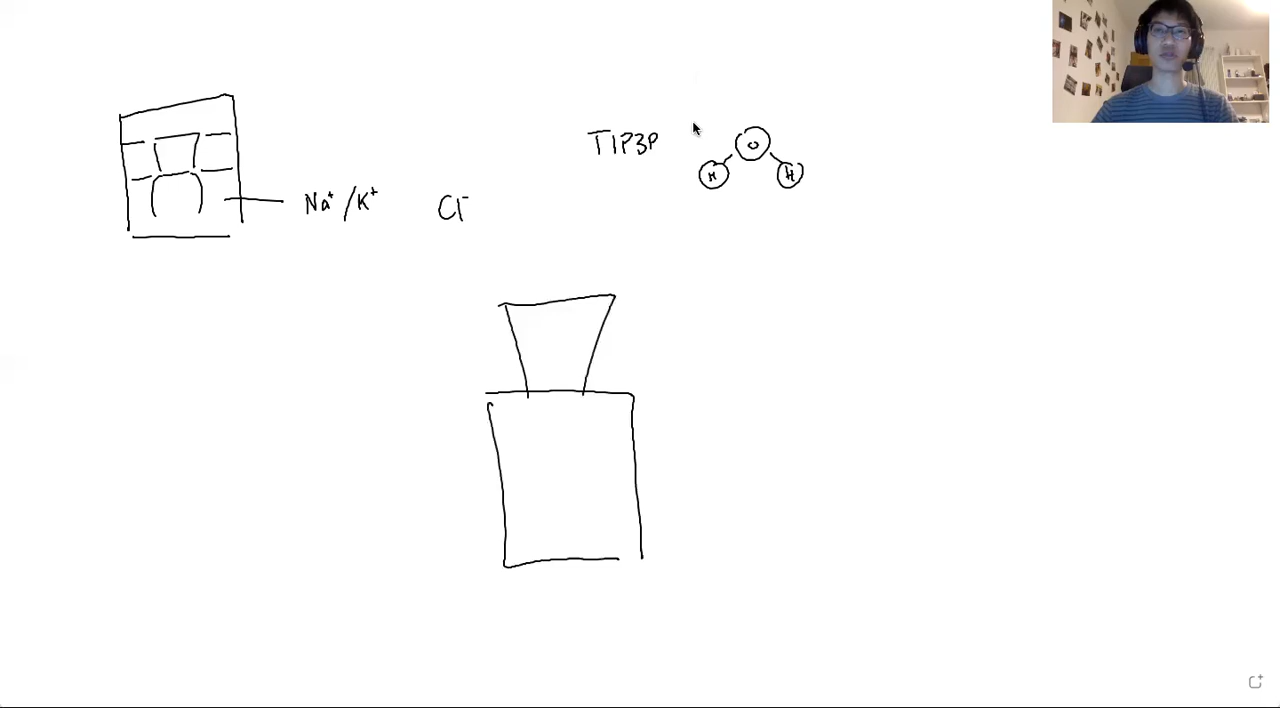 TIP3P
O
H H
Na⁺/K⁺ Cl⁻